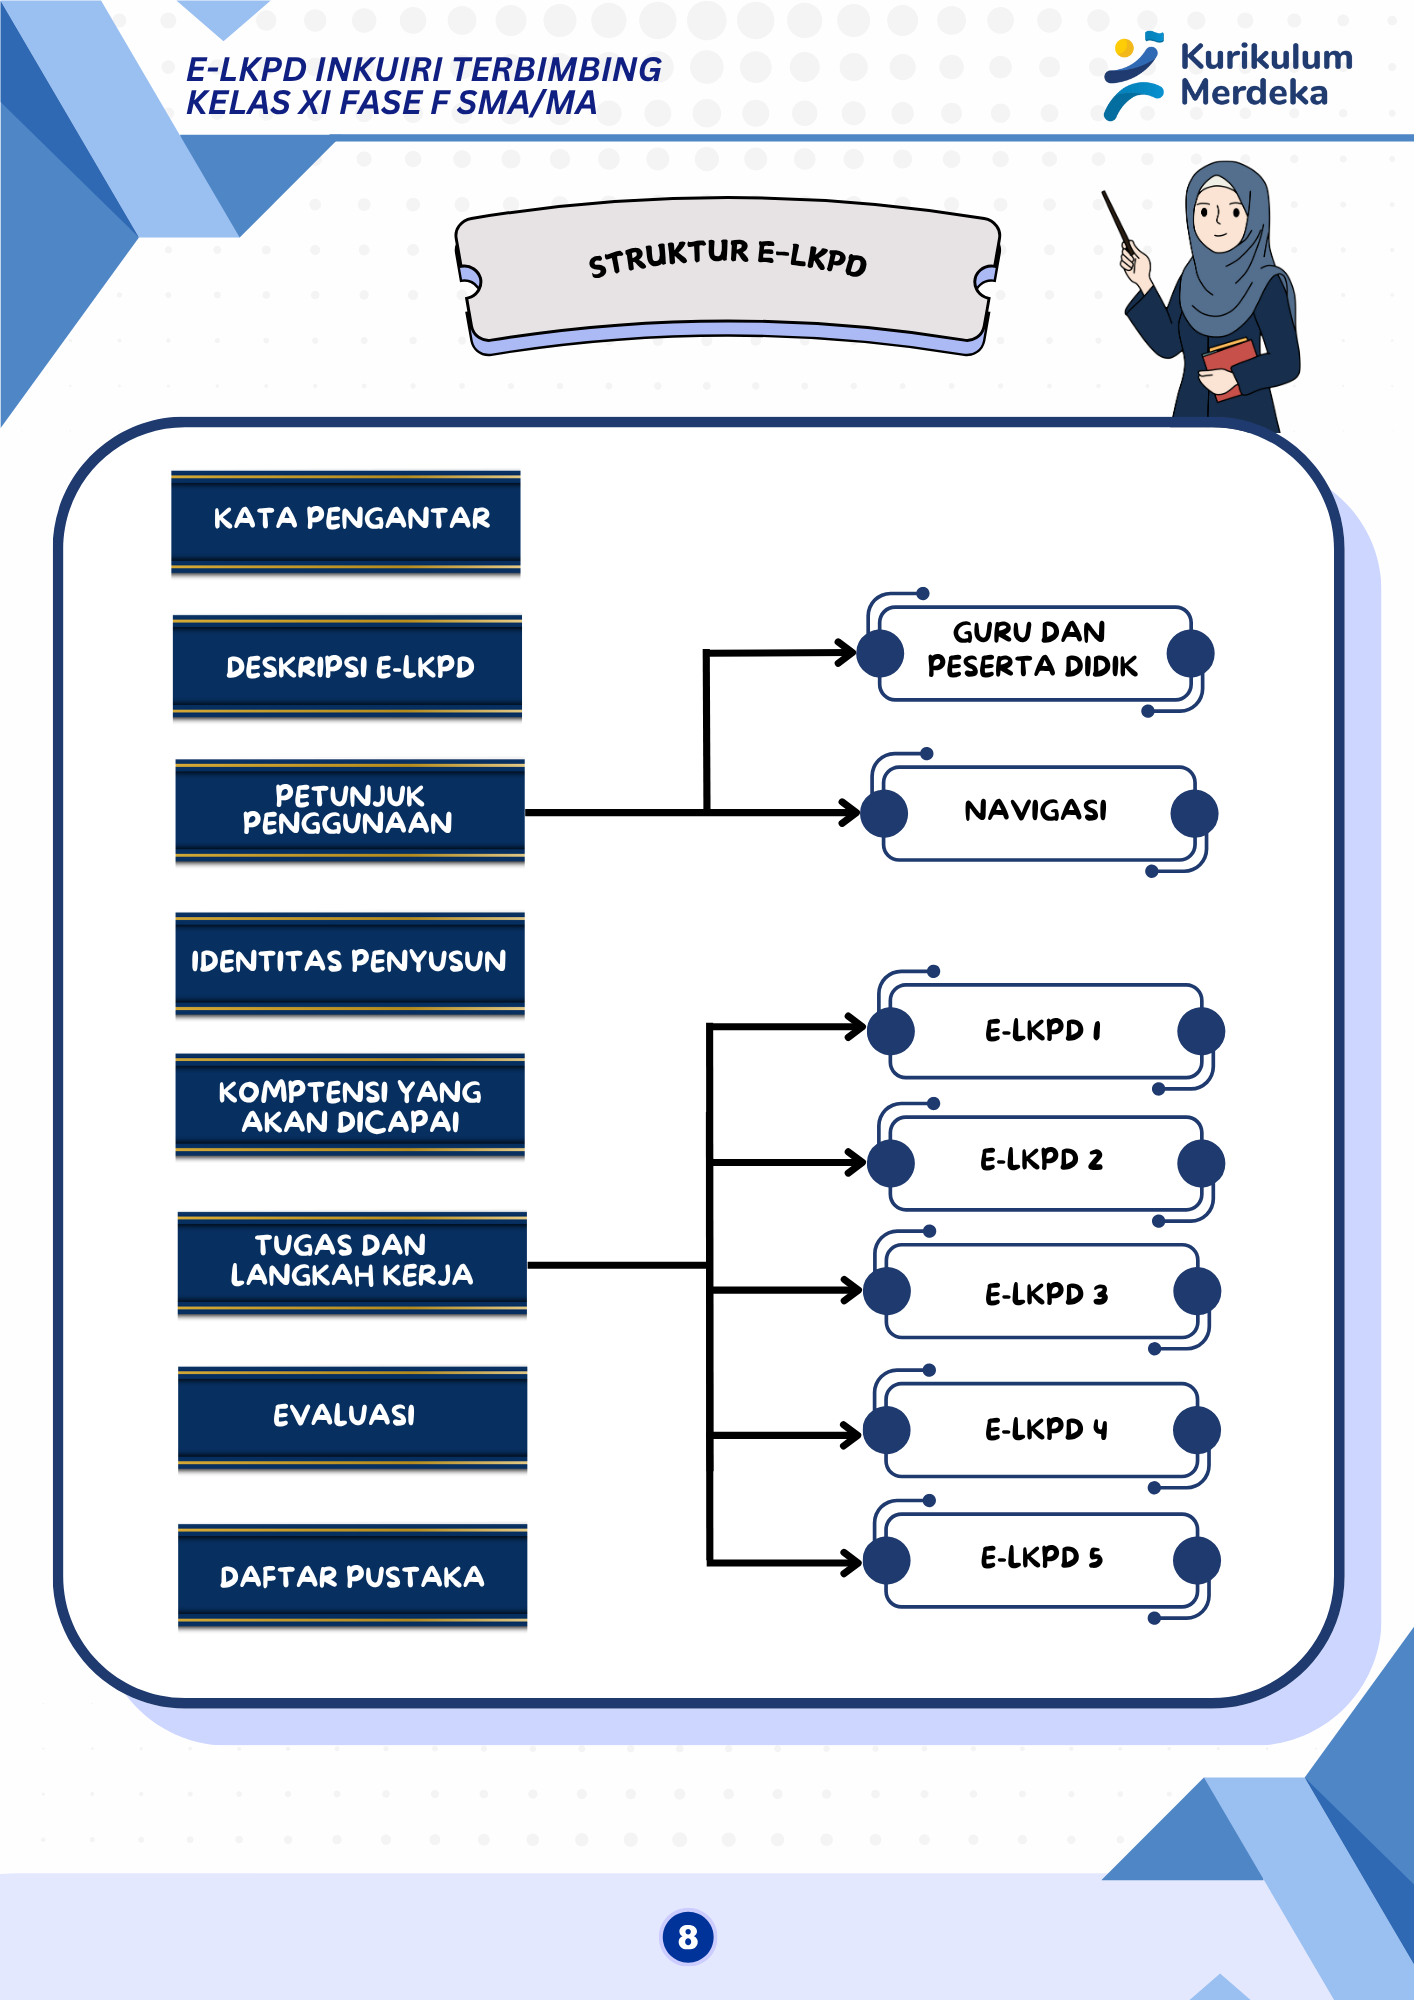 E-LKPD INKUIRI TERBIMBING
KELAS XI FASE F SMA/MA
Kurikulum
Merdeka
STRUKTUR E-LKPD
KATA PENGANTAR
DESKRIPSI E-LKPD
PETUNJUK
PENGGUNAAN
GURU DAN
PESERTA DIDIK
NAVIGASI
IDENTITAS PENYUSUN
KOMPTENSI YANG
AKAN DICAPAI
TUGAS DAN
LANGKAH KERJA
E-LKPD 1
E-LKPD 2
E-LKPD 3
E-LKPD 4
E-LKPD 5
EVALUASI
DAFTAR PUSTAKA
8